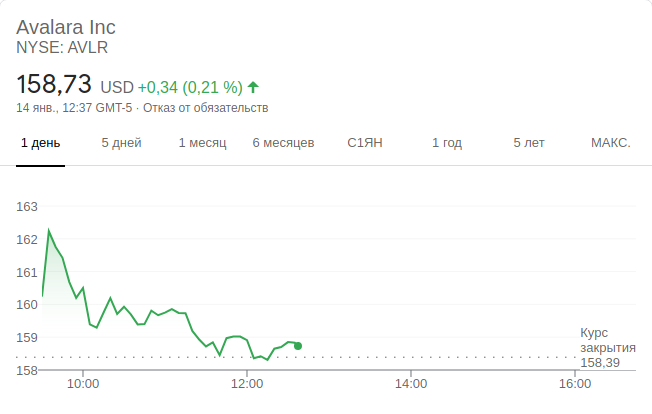 Avalara Inc
NYSE: AVLR
158,73 USD +0,34 (0,21 %)
14 янв., 12:37 GMT-5 · Отказ от обязательств
1 день 5 дней 1 месяц 6 месяцев С1ЯН 1 год 5 лет МАКС.
163
162
161
160
159
158
Курс
закрытия
158,39
10:00 12:00 14:00 16:00